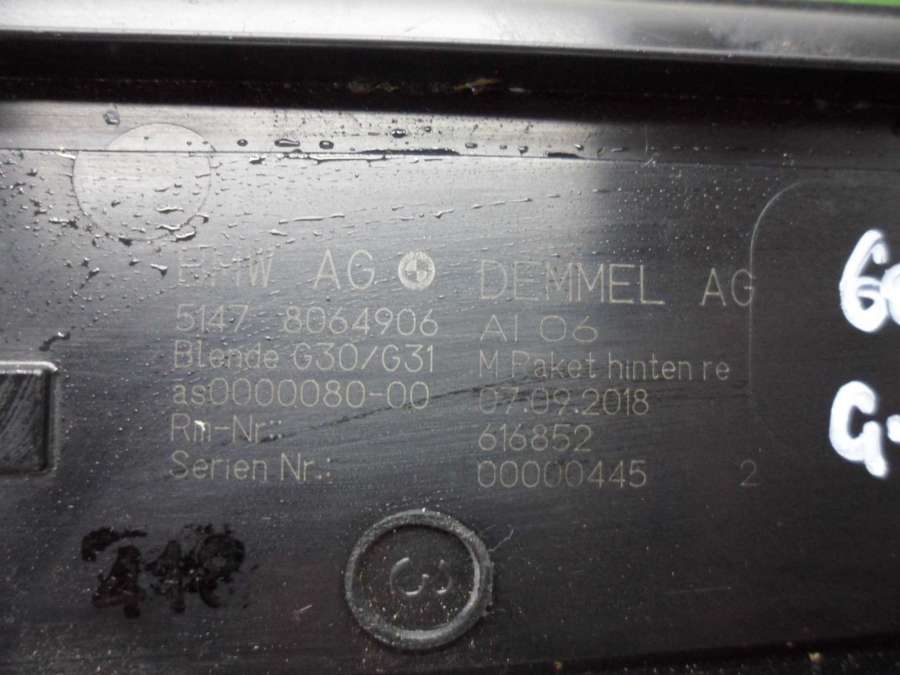 BMW AG DEMMEL AG
5147 8064906 AI 06
Blende G30/G31 M Paket hinten re
as0000080-00 07.09.2018
Rm-Nr.: 616852
Serien Nr.: 00000445 2
3